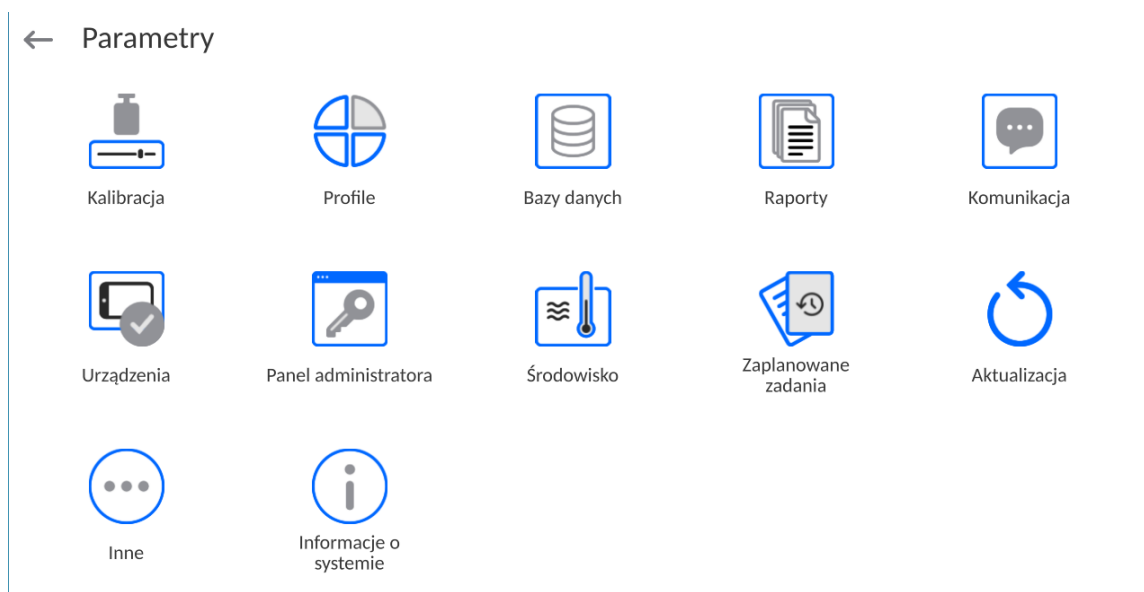 Parametry
Kalibracja
Profile
Bazy danych
Raporty
Komunikacja
Urządzenia
Panel administratora
Środowisko
Zaplanowane
zadania
Aktualizacja
Inne
Informacje o
systemie